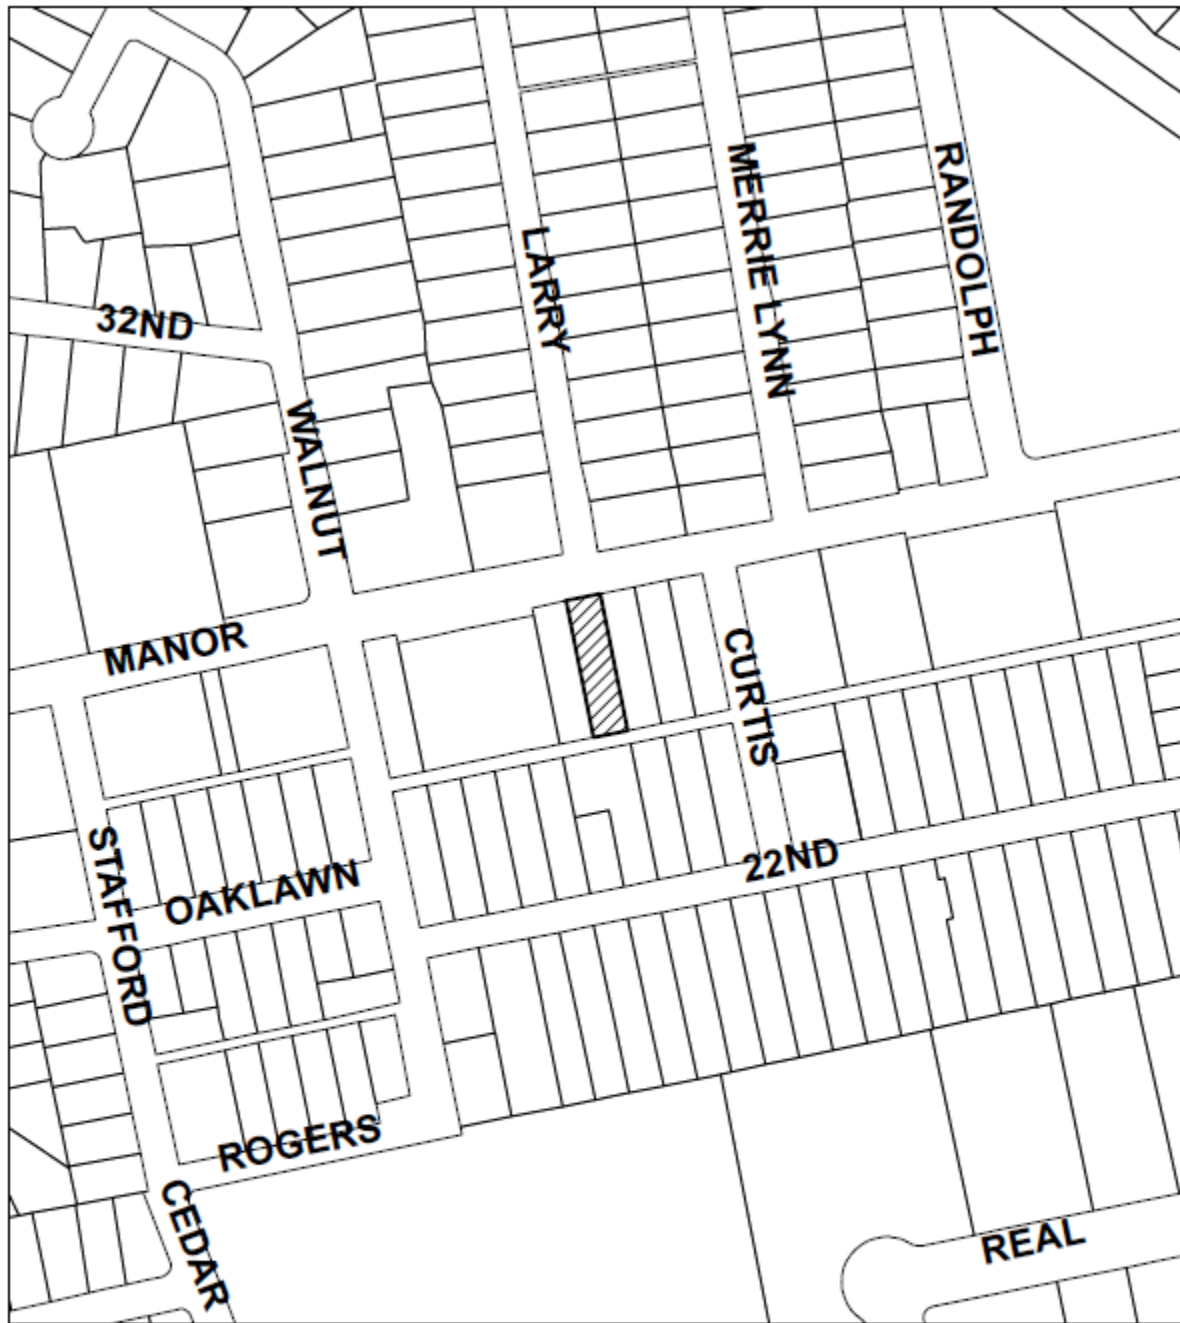 MERRIE LYNN
RANDOLPH
LARRY
32ND
WALNUT
MANOR
CURTIS
STAFFORD
22ND
OAKLAWN
ROGERS
CEDAR
REAL